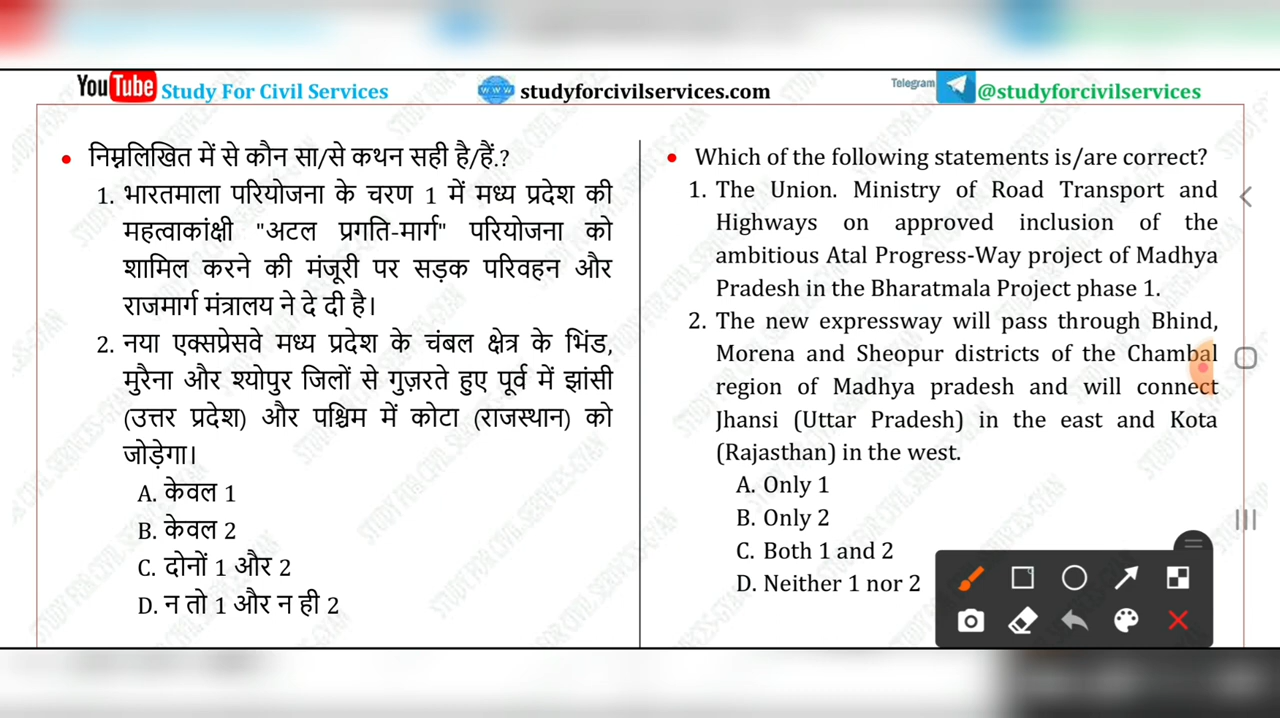 YouTube Study For Civil Services
www studyforcivilservices.com
Telegram @studyforcivilservices
• निम्नलिखित में से कौन सा/से कथन सही है/हैं.?
1. भारतमाला परियोजना के चरण 1 में मध्य प्रदेश की
महत्वाकांक्षी "अटल प्रगति-मार्ग" परियोजना को
शामिल करने की मंजूरी पर सड़क परिवहन और
राजमार्ग मंत्रालय ने दे दी है।
2. नया एक्सप्रेसवे मध्य प्रदेश के चंबल क्षेत्र के भिंड,
मुरैना और श्योपुर जिलों से गुज़रते हुए पूर्व में झांसी
(उत्तर प्रदेश) और पश्चिम में कोटा (राजस्थान) को
जोड़ेगा।
A. केवल 1
B. केवल 2
C. दोनों 1 और 2
D. न तो 1 और न ही 2
• Which of the following statements is/are correct?
1. The Union. Ministry of Road Transport and
Highways on approved inclusion of the
ambitious Atal Progress-Way project of Madhya
Pradesh in the Bharatmala Project phase 1.
2. The new expressway will pass through Bhind,
Morena and Sheopur districts of the Chambal
region of Madhya pradesh and will connect
Jhansi (Uttar Pradesh) in the east and Kota
(Rajasthan) in the west.
A. Only 1
B. Only 2
C. Both 1 and 2
D. Neither 1 nor 2